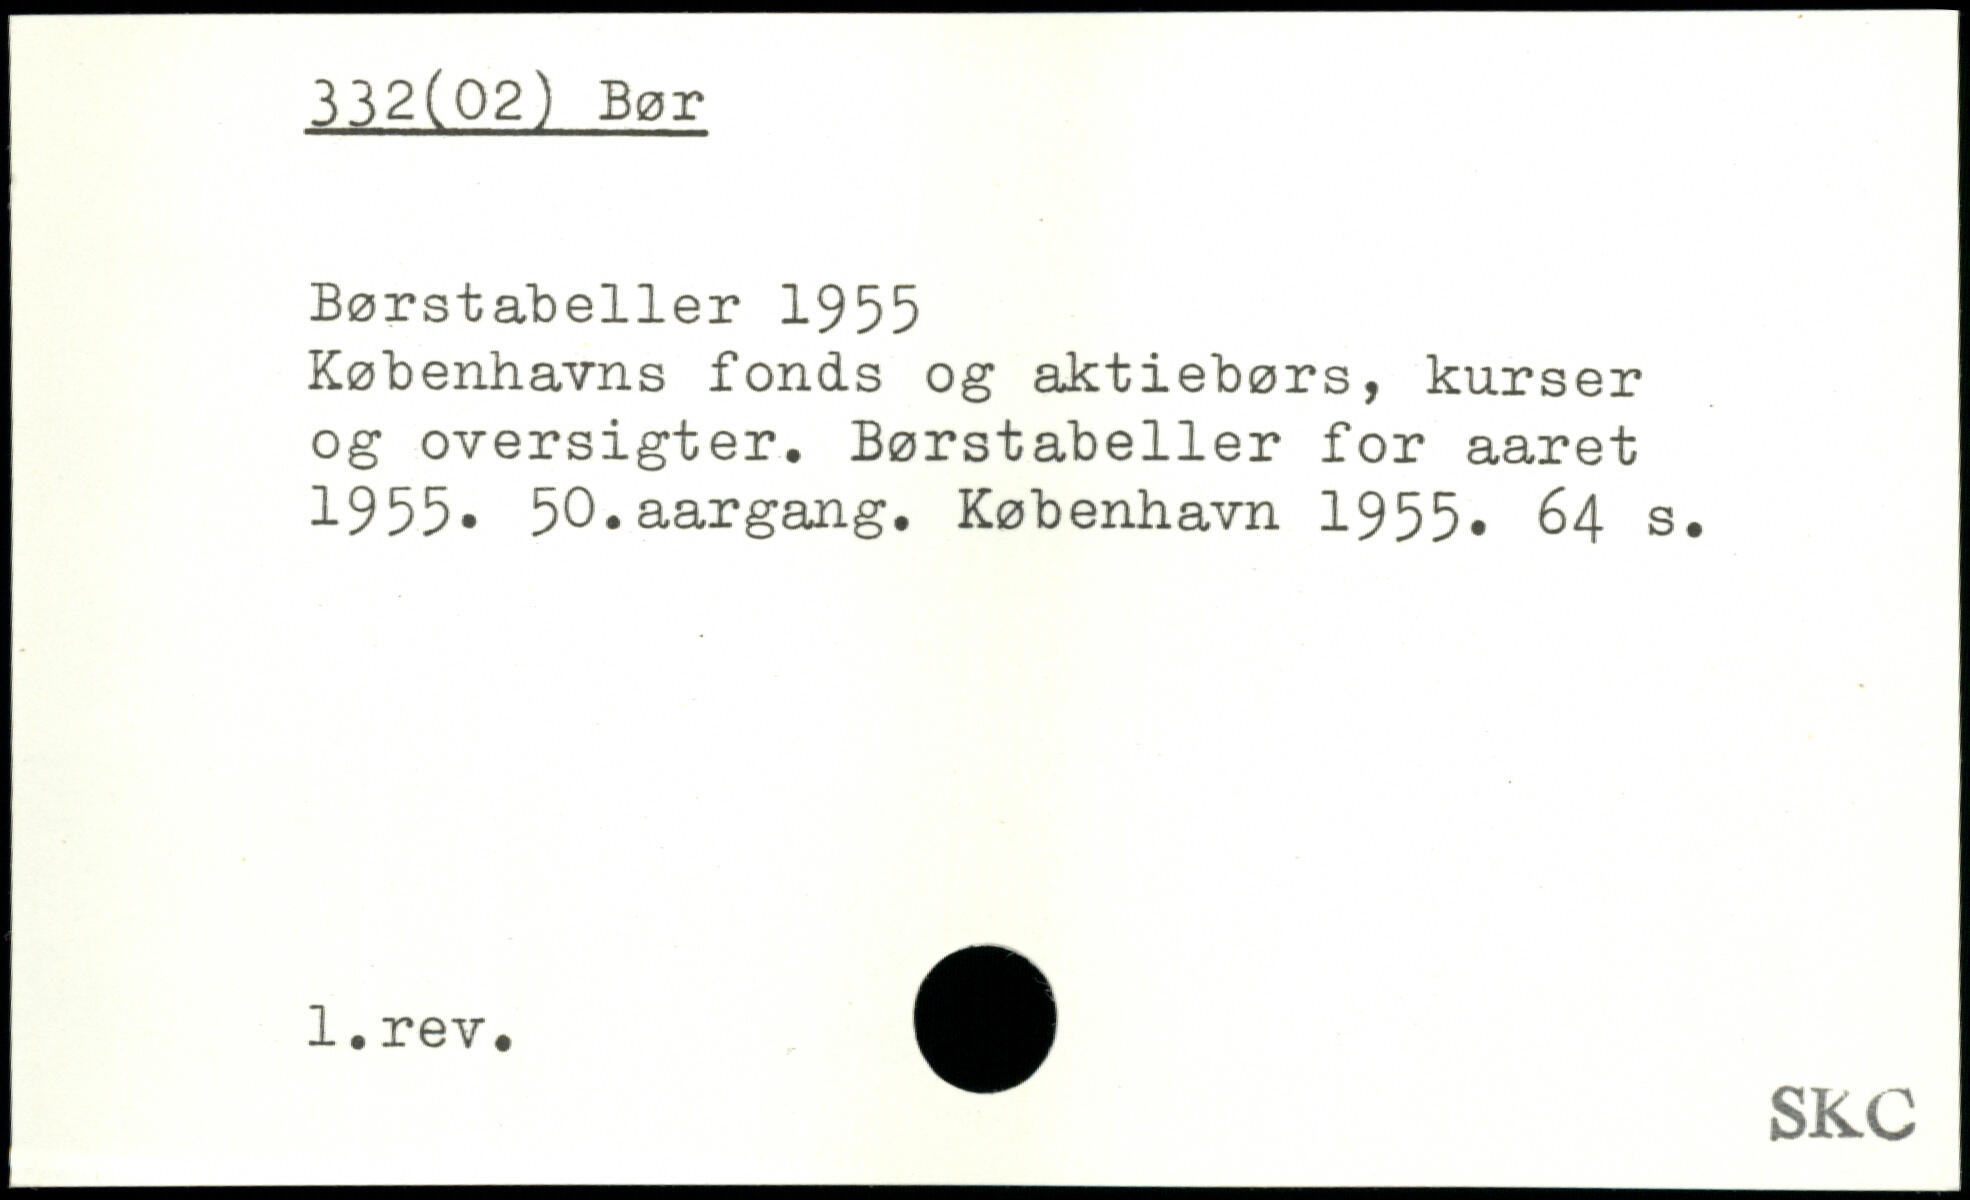 332(02) Bør
Børstabeller 1955
Københavns fonds og aktiebørs, kurser
og oversigter. Børstabeller for aaret
1955. 50.aargang. København 1955. 64 s.
1.rev.
SKC